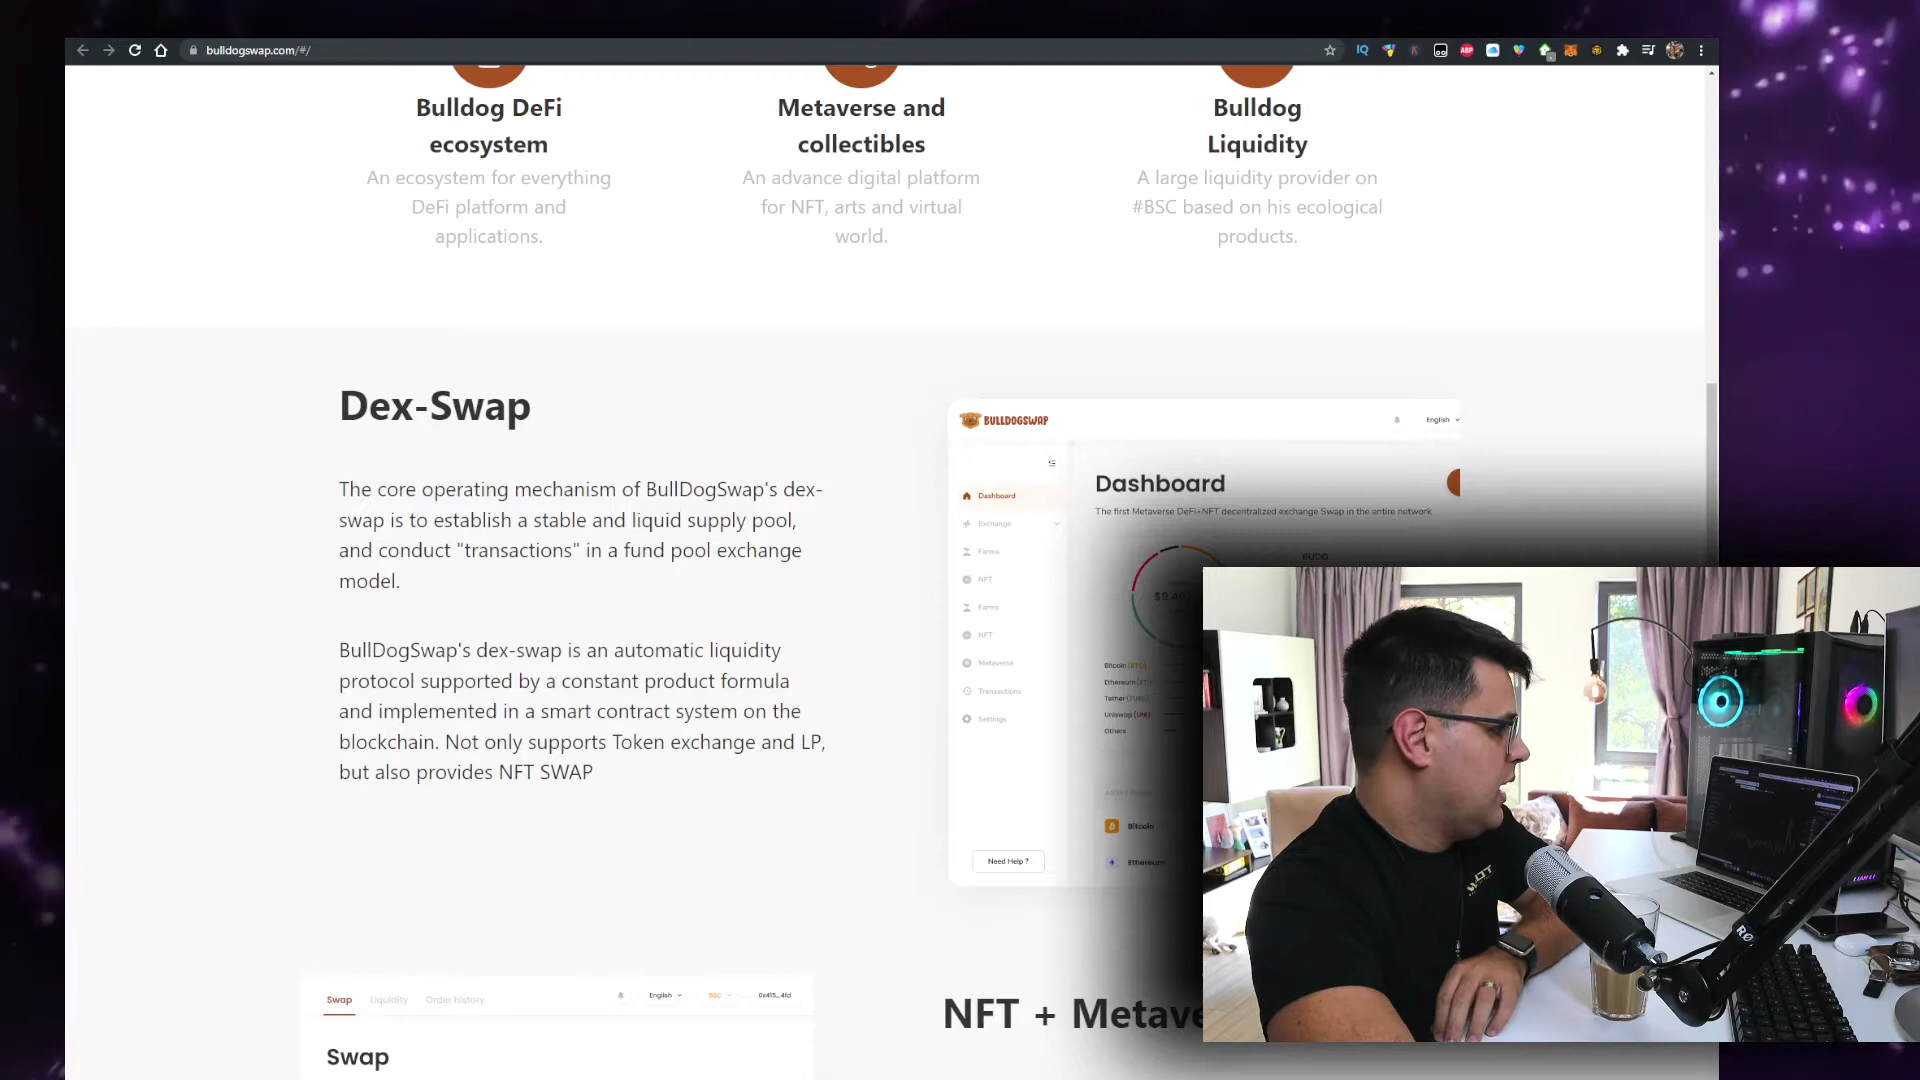 bulldogswap.com/#/
Bulldog DeFi
ecosystem
An ecosystem for everything
DeFi platform and
applications.
Metaverse and
collectibles
An advance digital platform
for NFT, arts and virtual
world.
Bulldog
Liquidity
A large liquidity provider on
#BSC based on his ecological
products.
Dex-Swap
The core operating mechanism of BullDogSwap's dex-
swap is to establish a stable and liquid supply pool,
and conduct "transactions" in a fund pool exchange
model.
BullDogSwap's dex-swap is an automatic liquidity
protocol supported by a constant product formula
and implemented in a smart contract system on the
blockchain. Not only supports Token exchange and LP,
but also provides NFT SWAP
BULLDOGSWAP
English
Dashboard
Exchange
Farms
NFT
Farms
NFT
Metaverse
Transactions
Settings
Need Help ?
Dashboard
The first Metaverse DeFi+NFT decentralized exchange Swap in the entire network
Bitcoin (BTC)
Ethereum
Tether
Uniswap (UNI)
Others
Bitcoin
Ethereum
Swap Liquidity Order history
English BSC 0x415...4fd
Swap
NFT + Metave